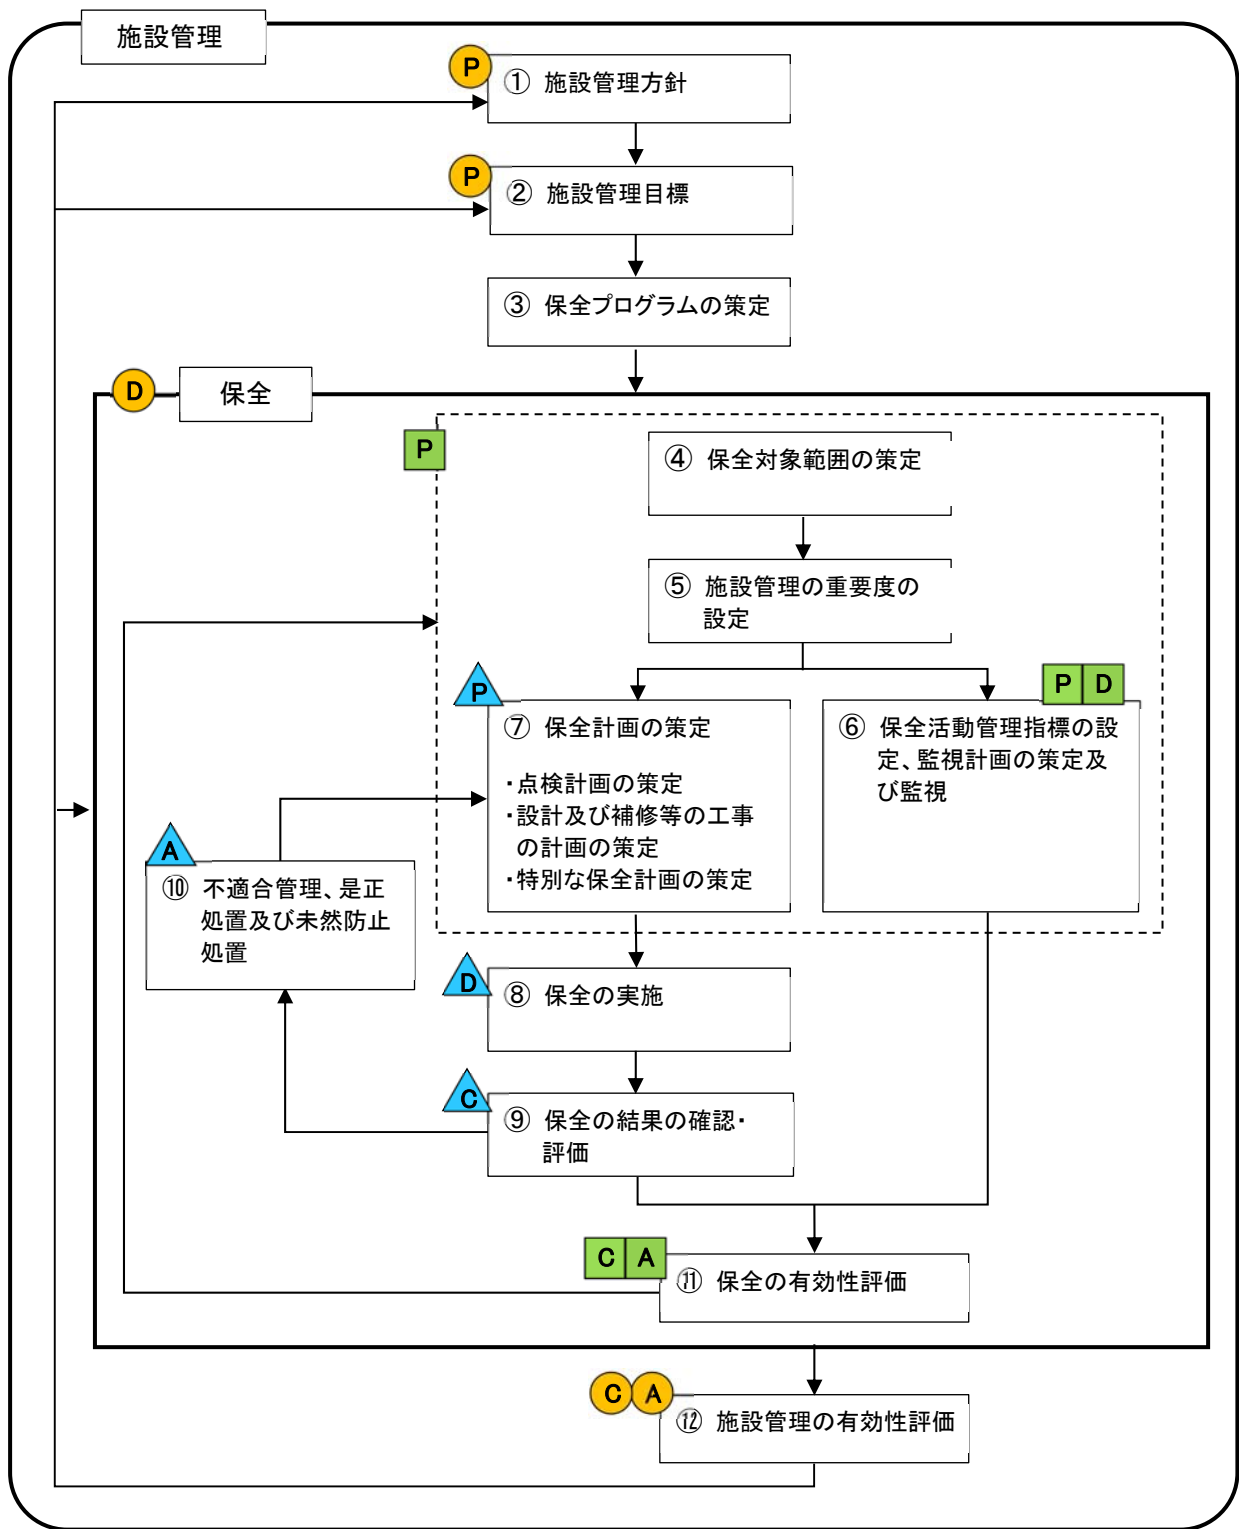 施設管理
P
① 施設管理方針
P
② 施設管理目標
③ 保全プログラムの策定
D
保全
P
④ 保全対象範囲の策定
⑤ 施設管理の重要度の
設定
P
⑦ 保全計画の策定
・点検計画の策定
・設計及び補修等の工事
の計画の策定
・特別な保全計画の策定
P D
⑥ 保全活動管理指標の設
定、監視計画の策定及
び監視
A
⑩ 不適合管理、是正
処置及び未然防止
処置
D
⑧ 保全の実施
C
⑨ 保全の結果の確認・
評価
C A
⑪ 保全の有効性評価
C A
⑫ 施設管理の有効性評価